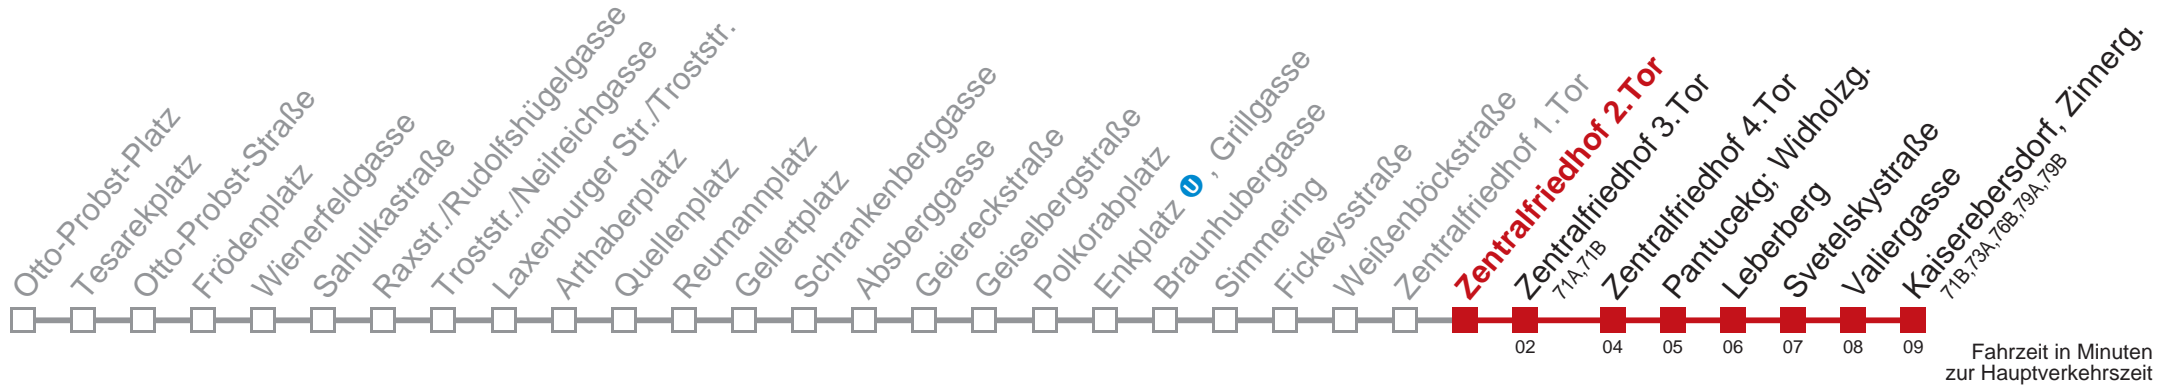 Otto-Probst-Platz
Tesarekplatz
Otto-Probst-Straße
Frödenplatz
Wienerfeldgasse
Sahulkastraße
Raxstr./Rudolfshügelgasse
Troststr./Neilreichgasse
Laxenburger Str./Troststr.
Arthaberplatz
Quellenplatz
Reumannplatz
Gellertplatz
Schrankenberggasse
Absberggasse
Geiereckstraße
Geiselbergstraße
Polkorabplatz
Enkplatz U , Grillgasse
Braunhubergasse
Simmering
Fickeysstraße
Weißenböckstraße
Zentralfriedhof 1.Tor
Zentralfriedhof 2.Tor
Zentralfriedhof 3.Tor
71A,71B
Zentralfriedhof 4.Tor
Pantucekg; Widholzg.
Leberberg
Svetelskystraße
Valiergasse
Kaiserebersdorf, Zinnerg.
71B,73A,76B,79A,79B
02 04 05 06 07 08 09
Fahrzeit in Minuten
zur Hauptverkehrszeit